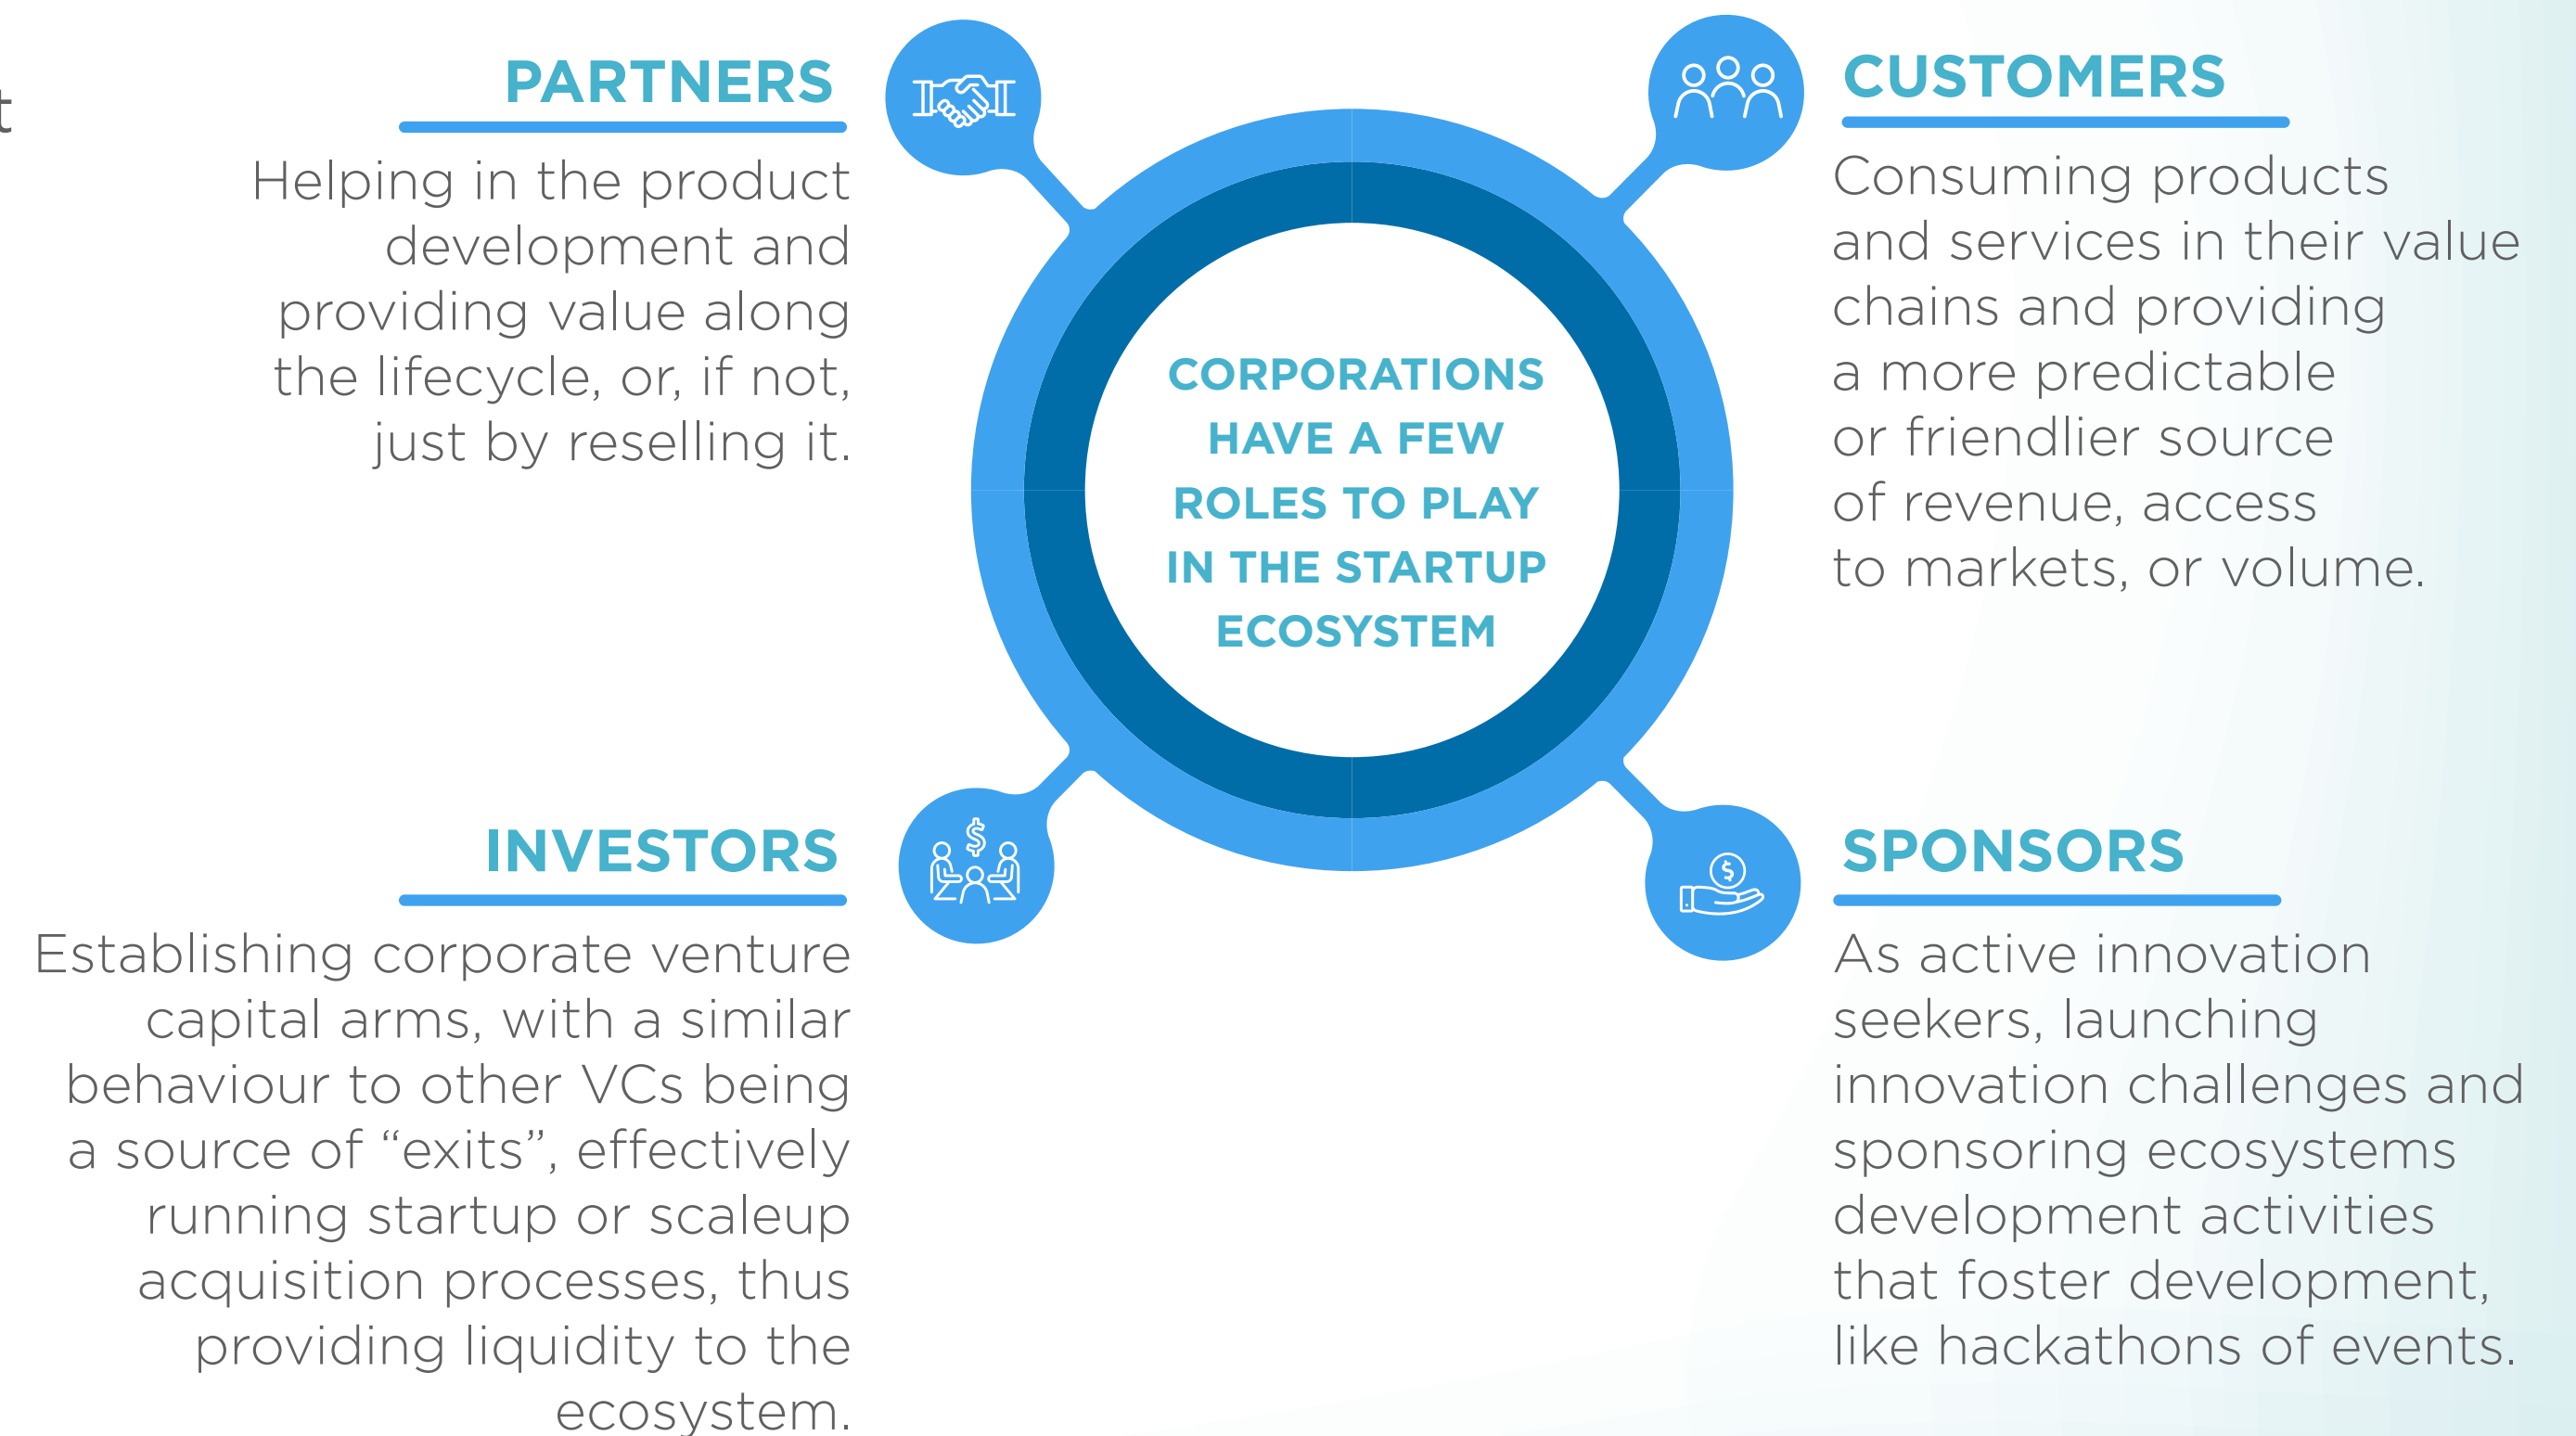 t
PARTNERS
Helping in the product
development and
providing value along
the lifecycle, or, if not,
just by reselling it.
CUSTOMERS
Consuming products
and services in their value
chains and providing
a more predictable
or friendlier source
of revenue, access
to markets, or volume.
CORPORATIONS
HAVE A FEW
ROLES TO PLAY
IN THE STARTUP
ECOSYSTEM
INVESTORS
Establishing corporate venture
capital arms, with a similar
behaviour to other VCs being
a source of “exits”, effectively
running startup or scaleup
acquisition processes, thus
providing liquidity to the
ecosystem.
SPONSORS
As active innovation
seekers, launching
innovation challenges and
sponsoring ecosystems
development activities
that foster development,
like hackathons of events.